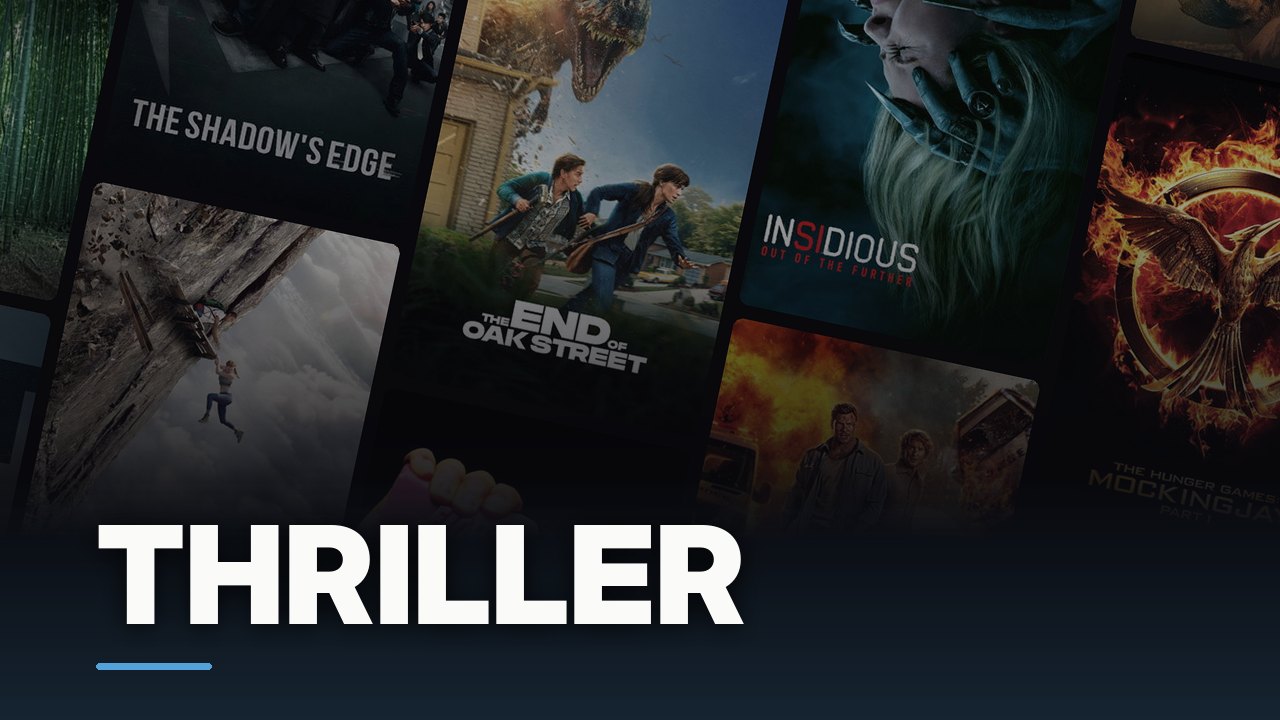 THE SHADOW'S EDGE
THE END OF
OAK STREET
INSIDIOUS
OUT OF THE FURTHER
THE HUNGER GAMES
MOCKINGJAY
PART 1
THRILLER